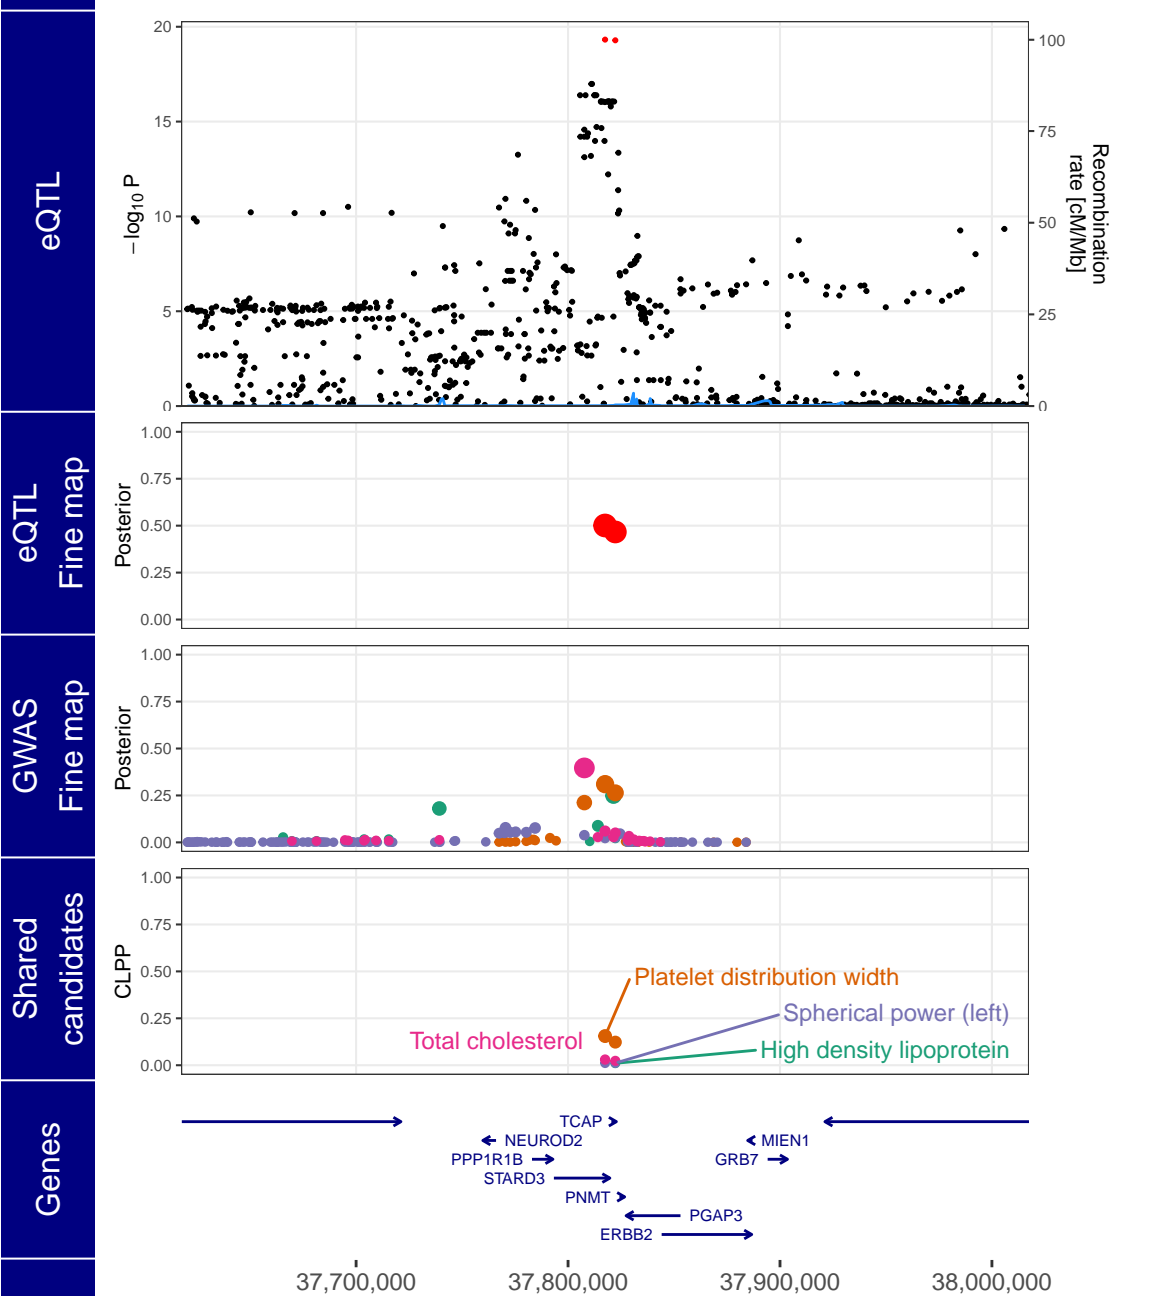 eQTL
−log10 P
20
15
10
5
0
100
75
50
25
0
Recombination
rate [cM/Mb]
eQTL
Fine map
Posterior
1.00
0.75
0.50
0.25
0.00
GWAS
Fine map
Posterior
1.00
0.75
0.50
0.25
0.00
Shared
candidates
CLPP
1.00
0.75
0.50
0.25
0.00
Platelet distribution width
Spherical power (left)
Total cholesterol
High density lipoprotein
Genes
TCAP
NEUROD2
MIEN1
PPP1R1B
GRB7
STARD3
PNMT
PGAP3
ERBB2
37,700,000
37,800,000
37,900,000
38,000,000